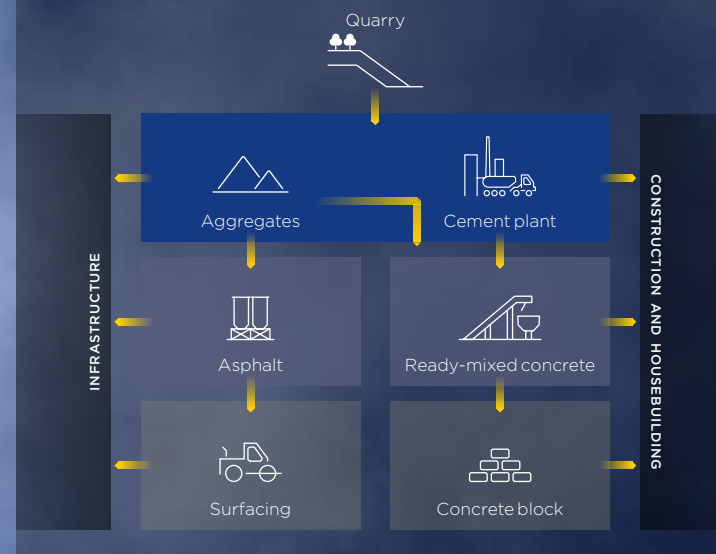 Quarry
Aggregates
Cement plant
INFRASTRUCTURE
CONSTRUCTION AND HOUSEBUILDING
Asphalt
Ready-mixed concrete
Surfacing
Concrete block